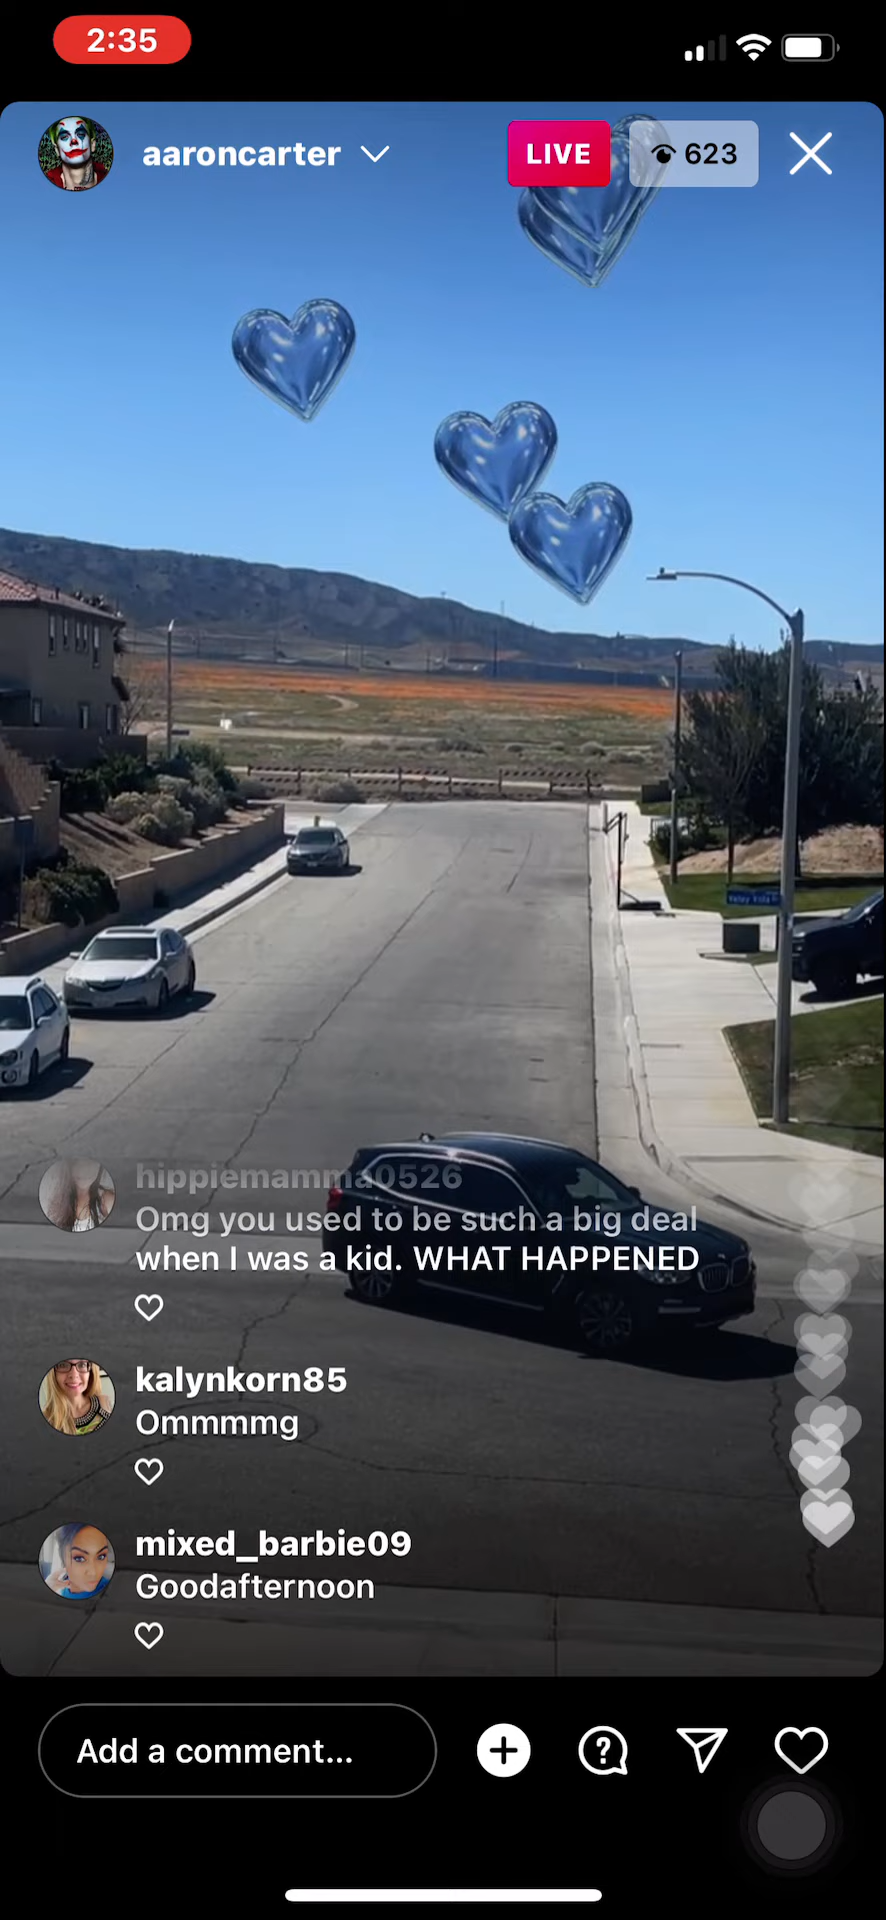 2:35
aaroncarter
LIVE
623
hippiemamma0526
Omg you used to be such a big deal
when I was a kid. WHAT HAPPENED
kalynkorn85
Ommmmg
mixed_barbie09
Goodafternoon
Add a comment...